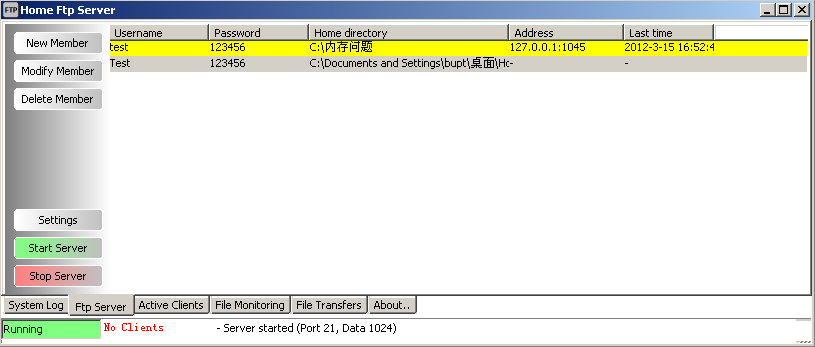 FTP Home Ftp Server
New Member
Modify Member
Delete Member
Username Password Home directory Address Last time
test 123456 C:\内存问题 127.0.0.1:1045 2012-3-15 16:52:4
Test 123456 C:\Documents and Settings\bupt\桌面\Ho- -
Settings
Start Server
Stop Server
System Log Ftp Server Active Clients File Monitoring File Transfers About..
Running No Clients - Server started (Port 21, Data 1024)